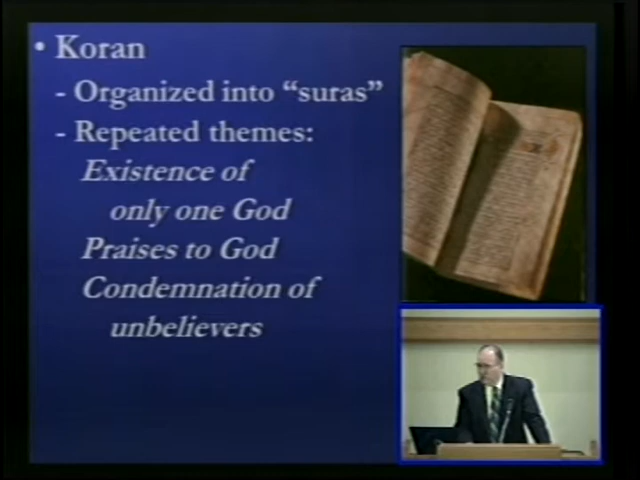 • Koran
- Organized into “suras”
- Repeated themes:
Existence of
only one God
Praises to God
Condemnation of
unbelievers